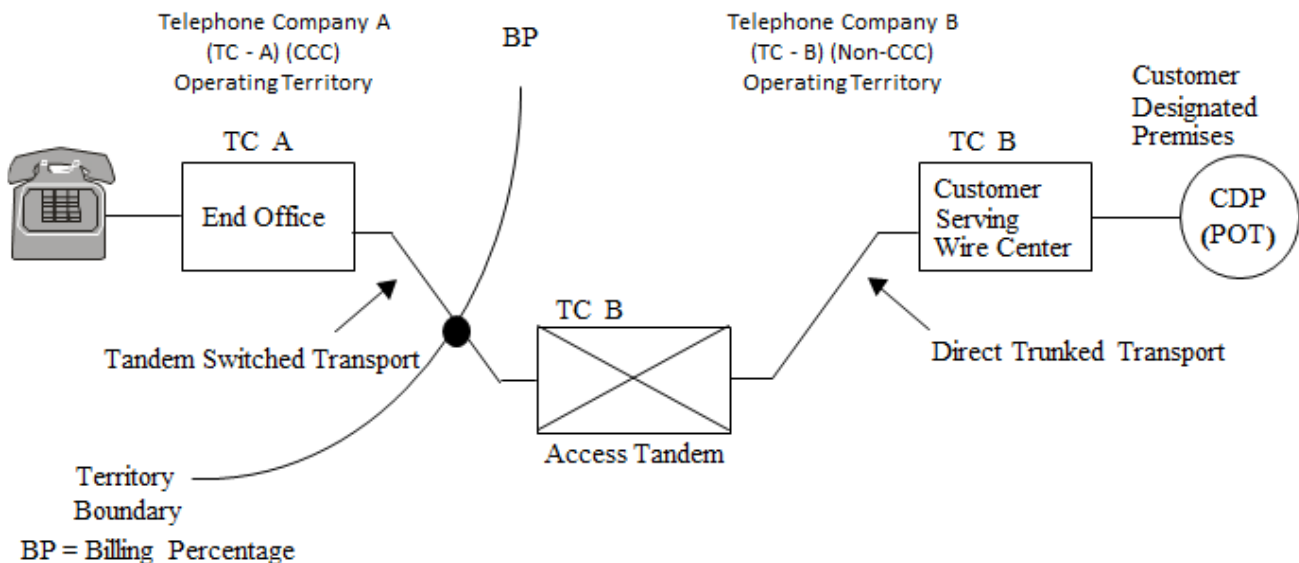 Telephone Company A
(TC - A) (CCC)
Operating Territory
BP
Telephone Company B
(TC - B) (Non-CCC)
Operating Territory
Customer
Designated
Premises
TC A
End Office
TC B
Customer
Serving
Wire Center
CDP
(POT)
Tandem Switched Transport
TC B
Access Tandem
Direct Trunked Transport
Territory
Boundary
BP = Billing Percentage